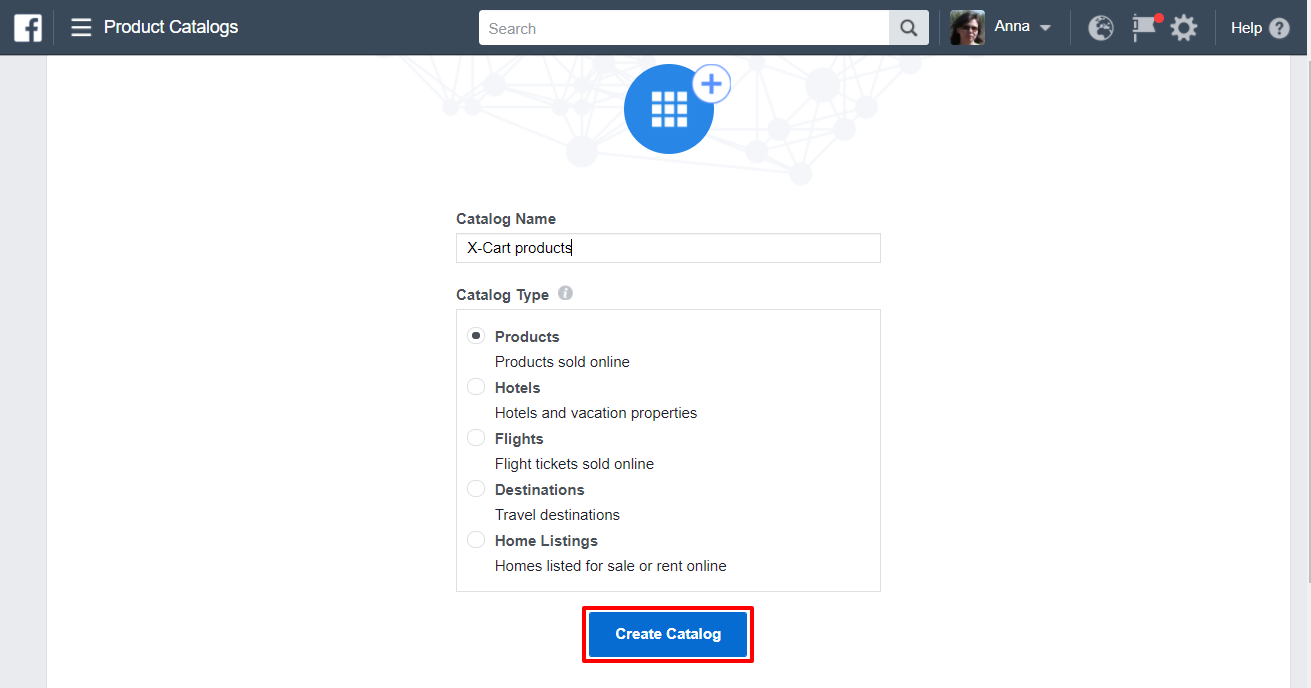 f Product Catalogs Search Anna Help ?
+
Catalog Name
X-Cart products
Catalog Type i
Products
Products sold online
Hotels
Hotels and vacation properties
Flights
Flight tickets sold online
Destinations
Travel destinations
Home Listings
Homes listed for sale or rent online
Create Catalog